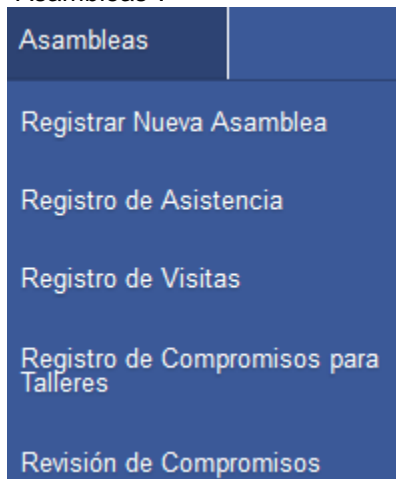 Asambleas
Registrar Nueva Asamblea
Registro de Asistencia
Registro de Visitas
Registro de Compromisos para
Talleres
Revisión de Compromisos